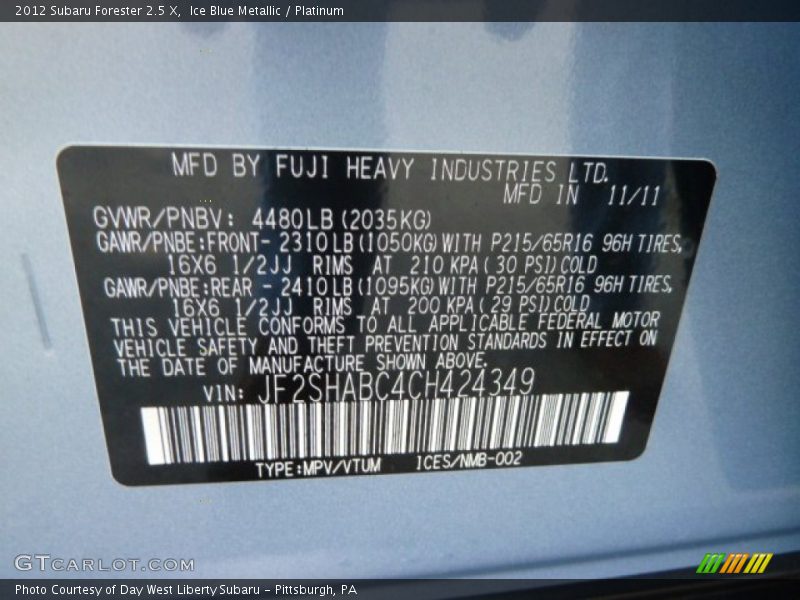 2012 Subaru Forester 2.5 X,  Ice Blue Metallic / Platinum
MFD BY FUJI HEAVY INDUSTRIES LTD.
MFD IN 11/11
GVWR/PNBV: 4480LB(2035KG)
GAWR/PNBE:FRONT- 2310LB(1050KG)WITH P215/65R16 96H TIRES,
16X6 1/2JJ RIMS AT 210 KPA(30 PSI)COLD
GAWR/PNBE:REAR - 2410LB(1095KG)WITH P215/65R16 96H TIRES,
16X6 1/2JJ RIMS AT 200 KPA(29 PSI)COLD
THIS VEHICLE CONFORMS TO ALL APPLICABLE FEDERAL MOTOR
VEHICLE SAFETY AND THEFT PREVENTION STANDARDS IN EFFECT ON
THE DATE OF MANUFACTURE SHOWN ABOVE.
VIN: JF2SHABC4CH424349
TYPE:MPV/VTUM ICES/NMB-002
GTCARLOT.COM
Photo Courtesy of Day West Liberty Subaru - Pittsburgh, PA